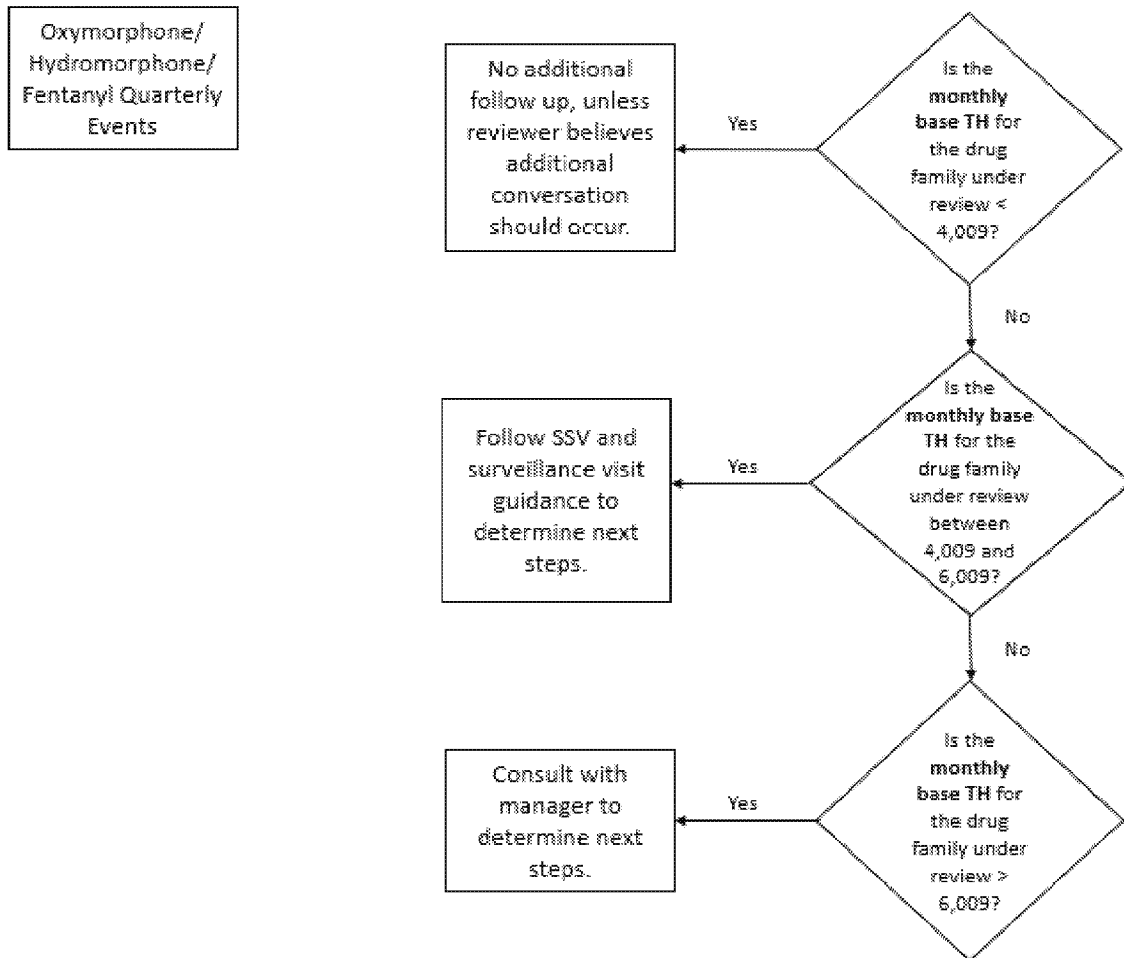 Oxymorphone/
Hydromorphone/
Fentanyl Quarterly
Events
No additional
follow up, unless
reviewer believes
additional
conversation
should occur.
Yes
Is the
monthly
base TH for
the drug
family under
review <
4,009?
No
Follow SSV and
surveillance visit
guidance to
determine next
steps.
Yes
Is the
monthly base
TH for the
drug family
under review
between
4,009 and
6,009?
No
Consult with
manager to
determine next
steps.
Yes
Is the
monthly
base TH for
the drug
family under
review >
6,009?